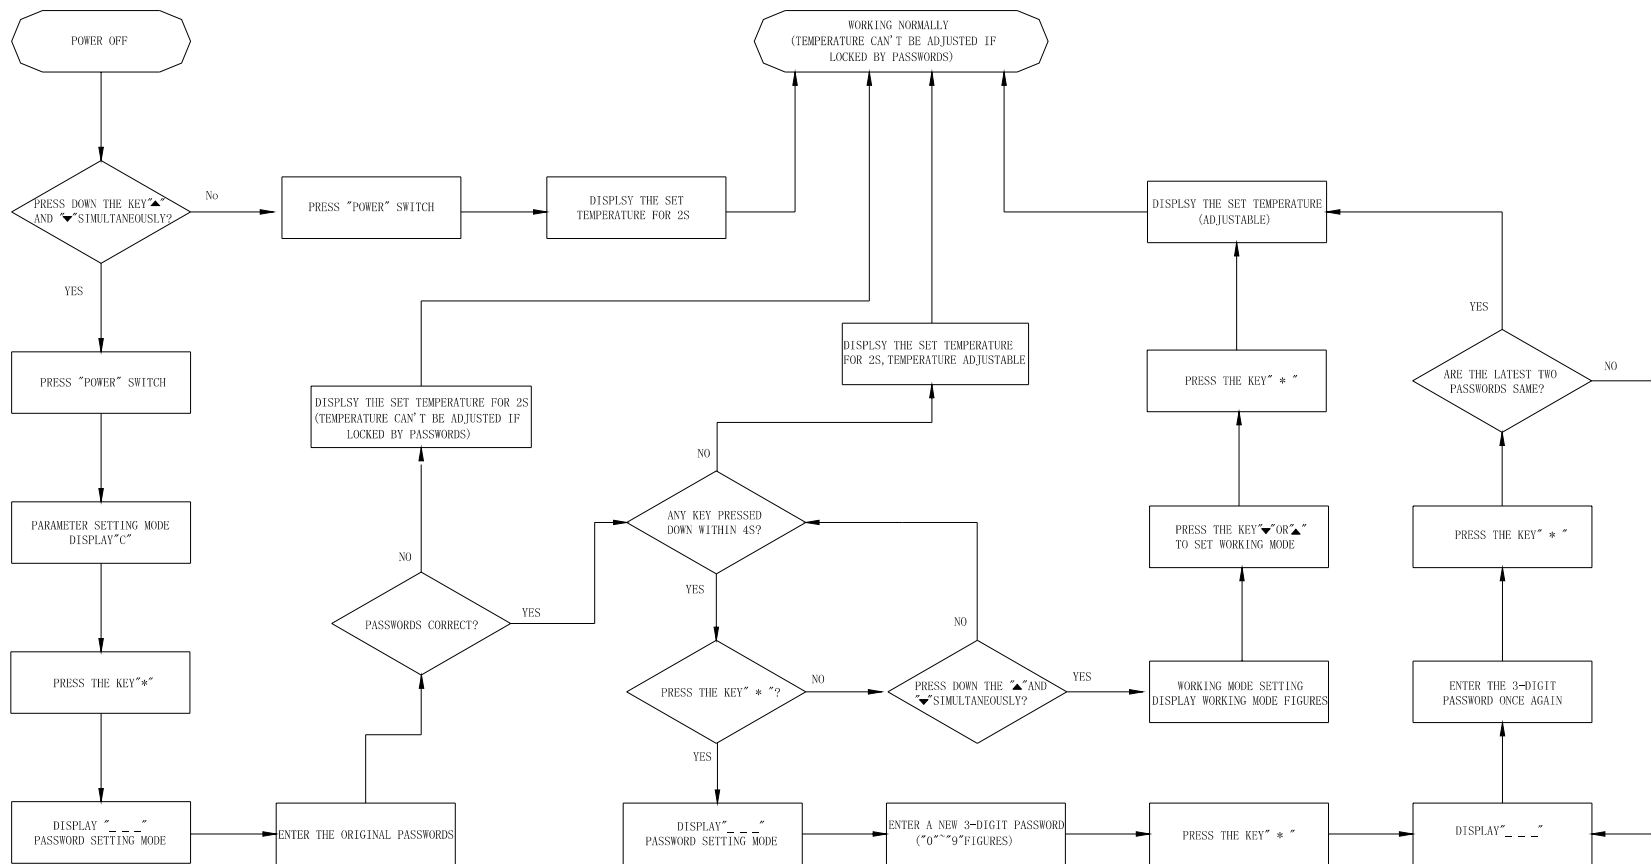 POWER OFF
WORKING NORMALLY
(TEMPERATURE CAN'T BE ADJUSTED IF
LOCKED BY PASSWORDS)
PRESS DOWN THE KEY"▲"
AND "▼"SIMULTANEOUSLY?
No
PRESS "POWER" SWITCH
DISPLSY THE SET
TEMPERATURE FOR 2S
DISPLSY THE SET TEMPERATURE
(ADJUSTABLE)
YES
PRESS "POWER" SWITCH
PARAMETER SETTING MODE
DISPLAY"C"
PRESS THE KEY"*"
DISPLAY "_ _ _"
PASSWORD SETTING MODE
ENTER THE ORIGINAL PASSWORDS
PASSWORDS CORRECT?
NO
DISPLSY THE SET TEMPERATURE FOR 2S
(TEMPERATURE CAN'T BE ADJUSTED IF
LOCKED BY PASSWORDS)
YES
ANY KEY PRESSED
DOWN WITHIN 4S?
NO
DISPLSY THE SET TEMPERATURE
FOR 2S, TEMPERATURE ADJUSTABLE
YES
PRESS THE KEY" * "?
NO
PRESS DOWN THE "▲"AND
"▼"SIMULTANEOUSLY?
NO
YES
WORKING MODE SETTING
DISPLAY WORKING MODE FIGURES
PRESS THE KEY"▼"OR"▲"
TO SET WORKING MODE
PRESS THE KEY" * "
YES
DISPLAY"_ _ _"
PASSWORD SETTING MODE
ENTER A NEW 3-DIGIT PASSWORD
("0"~"9"FIGURES)
PRESS THE KEY" * "
DISPLAY"_ _ _"
ENTER THE 3-DIGIT
PASSWORD ONCE AGAIN
PRESS THE KEY" * "
ARE THE LATEST TWO
PASSWORDS SAME?
YES
NO